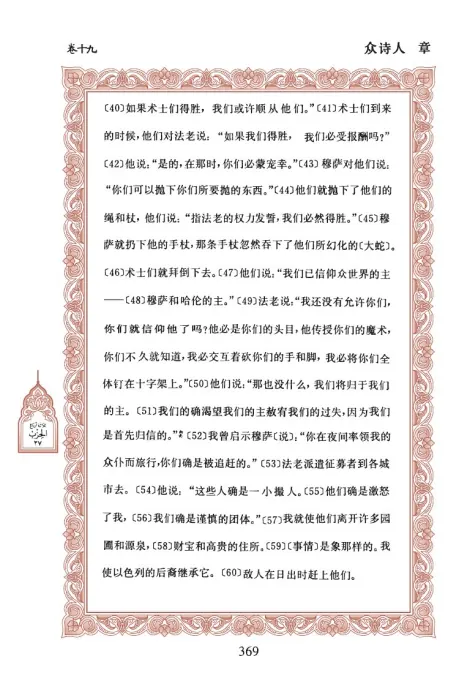 卷十九
众诗人 章
〔40〕如果术士们得胜，我们或许顺从他们。”〔41〕术士们到来
的时候，他们对法老说：“如果我们得胜， 我们必受报酬吗？”
〔42〕他说：“是的，在那时，你们必蒙宠幸。”〔43〕穆萨对他们说：
“你们可以抛下你们所要抛的东西。”〔44〕他们就抛下了他们的
绳和杖，他们说：“指法老的权力发誓，我们必然得胜。”〔45〕穆
萨就扔下他的手杖，那条手杖忽然吞下了他们所幻化的〔大蛇〕。
〔46〕术士们就拜倒下去。〔47〕他们说：“我们已信仰众世界的主
——〔48〕穆萨和哈伦的主。”〔49〕法老说：“我还没有允许你们，
你们就信仰他了吗？他必是你们的头目，他传授你们的魔术，
你们不久就知道，我必交互着砍你们的手和脚，我必将你们全
体钉在十字架上。”〔50〕他们说：“那也没什么，我们将归于我们
的主。〔51〕我们的确渴望我们的主赦宥我们的过失，因为我们
是首先归信的。”〔52〕我曾启示穆萨〔说〕：“你在夜间率领我的
众仆而旅行，你们确是被追赶的。”〔53〕法老派遣征募者到各城
市去。〔54〕他说：“这些人确是一小撮人。〔55〕他们确是激怒
了我，〔56〕我们确是谨慎的团体。”〔57〕我就使他们离开许多园
圃和源泉，〔58〕财宝和高贵的住所。〔59〕〔事情〕是象那样的。我
使以色列的后裔继承它。〔60〕敌人在日出时赶上他们。
الحزب
٣٧
369